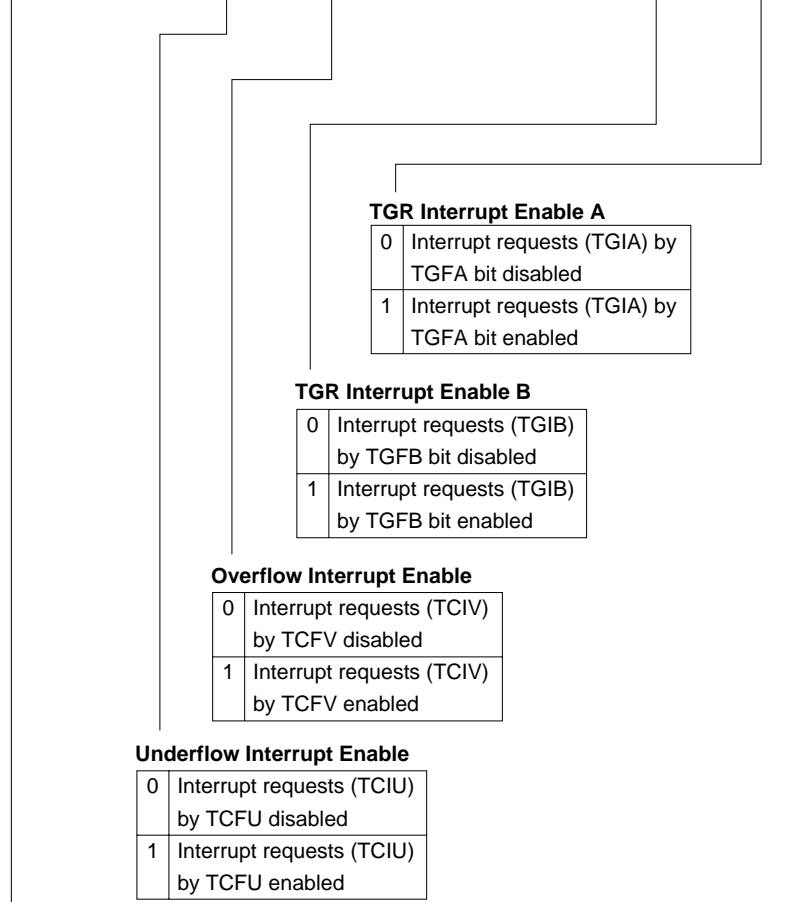 TGR Interrupt Enable A
0 Interrupt requests (TGIA) by
TGFA bit disabled
1 Interrupt requests (TGIA) by
TGFA bit enabled
TGR Interrupt Enable B
0 Interrupt requests (TGIB)
by TGFB bit disabled
1 Interrupt requests (TGIB)
by TGFB bit enabled
Overflow Interrupt Enable
0 Interrupt requests (TCIV)
by TCFV disabled
1 Interrupt requests (TCIV)
by TCFV enabled
Underflow Interrupt Enable
0 Interrupt requests (TCIU)
by TCFU disabled
1 Interrupt requests (TCIU)
by TCFU enabled